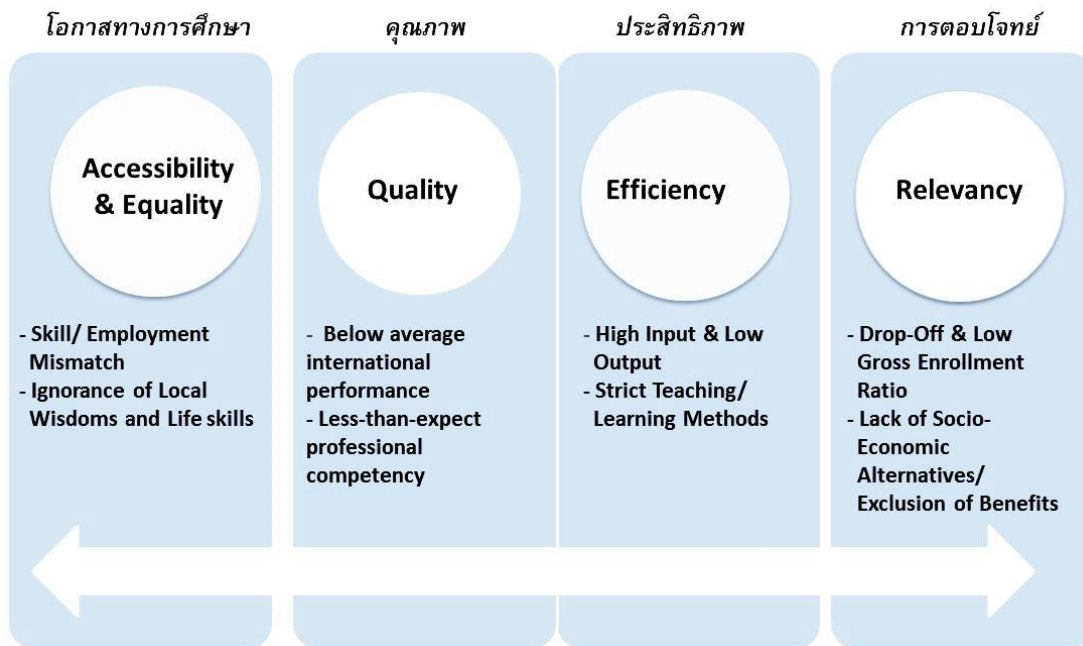 โอกาสทางการศึกษา
คุณภาพ
ประสิทธิภาพ
การตอบโจทย์
Accessibility
& Equality
Quality
Efficiency
Relevancy
- Skill/ Employment
Mismatch
- Ignorance of Local
Wisdoms and Life skills
- Below average
international
performance
- Less-than-expect
professional
competency
- High Input & Low
Output
- Strict Teaching/
Learning Methods
- Drop-Off & Low
Gross Enrollment
Ratio
- Lack of Socio-
Economic
Alternatives/
Exclusion of Benefits